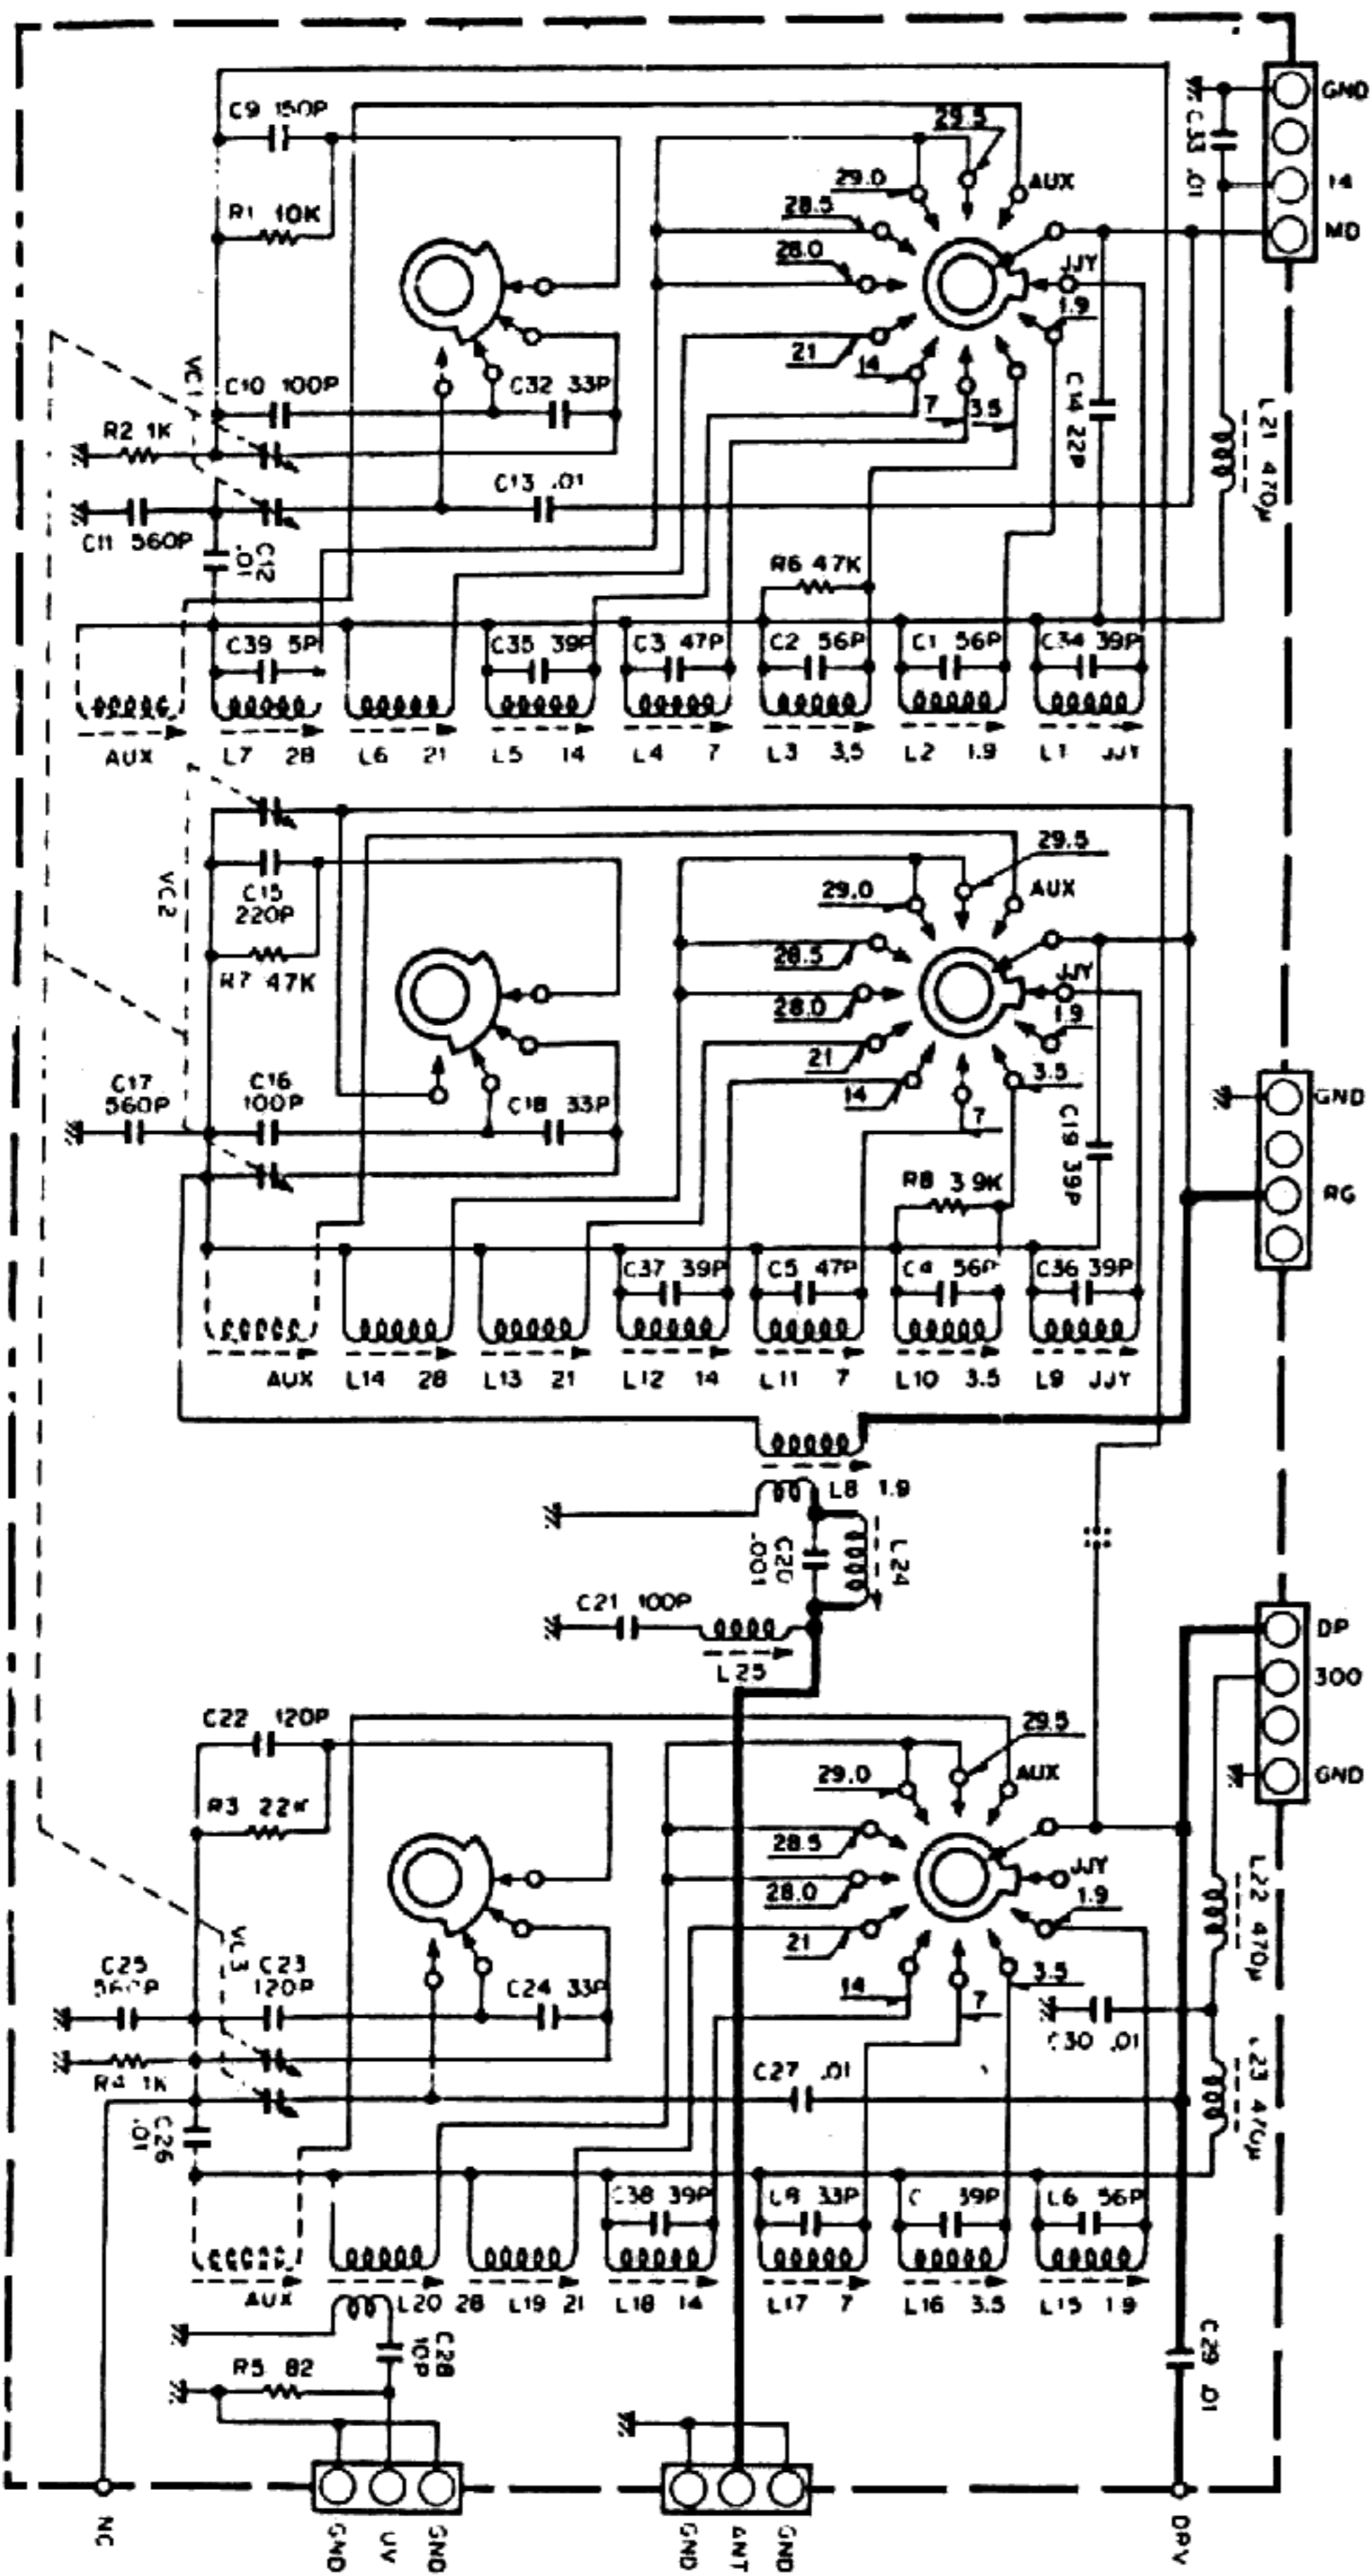 GND
C9 150P
29.5
C33 .01
29.0
AUX
14
28.5
R1 10K
MD
28.0
JJY
1.9
21
14
VC1
C10 100P
C32 33P
7
3.5
C14 22P
R2 1K
L21 470μ
C13 .01
C11 560P
C12 .01
R6 47K
C39 5P
C35 39P
C3 47P
C2 56P
C1 56P
C34 39P
AUX
L7 28
L6 21
L5 14
L4 7
L3 3.5
L2 1.9
L1 JJY
29.5
VC2
C15 220P
29.0
AUX
28.5
R7 47K
JJY
28.0
1.9
21
3.5
C17 560P
C16 100P
C18 33P
14
7
GND
C19 39P
R8 3.9K
RG
C37 39P
C5 47P
C4 56P
C36 39P
AUX
L14 28
L13 21
L12 14
L11 7
L10 3.5
L9 JJY
L8 1.9
C20 .001
L24
C21 100P
DP
L25
300
C22 120P
29.5
29.0
AUX
GND
R3 22K
28.5
JJY
28.0
1.9
L22 470μ
21
VC3
C25 560P
C23 120P
C24 33P
14
3.5
7
C30 .01
R4 1K
C27 .01
L23 470μ
C26 .01
C38 39P
L8 33P
C 39P
L6 56P
AUX
L20 28
L19 21
L18 14
L17 7
L16 3.5
L15 1.9
C28 10P
R5 82
C29 .01
NC
GND
UV
GND
GND
ANT
GND
DRV